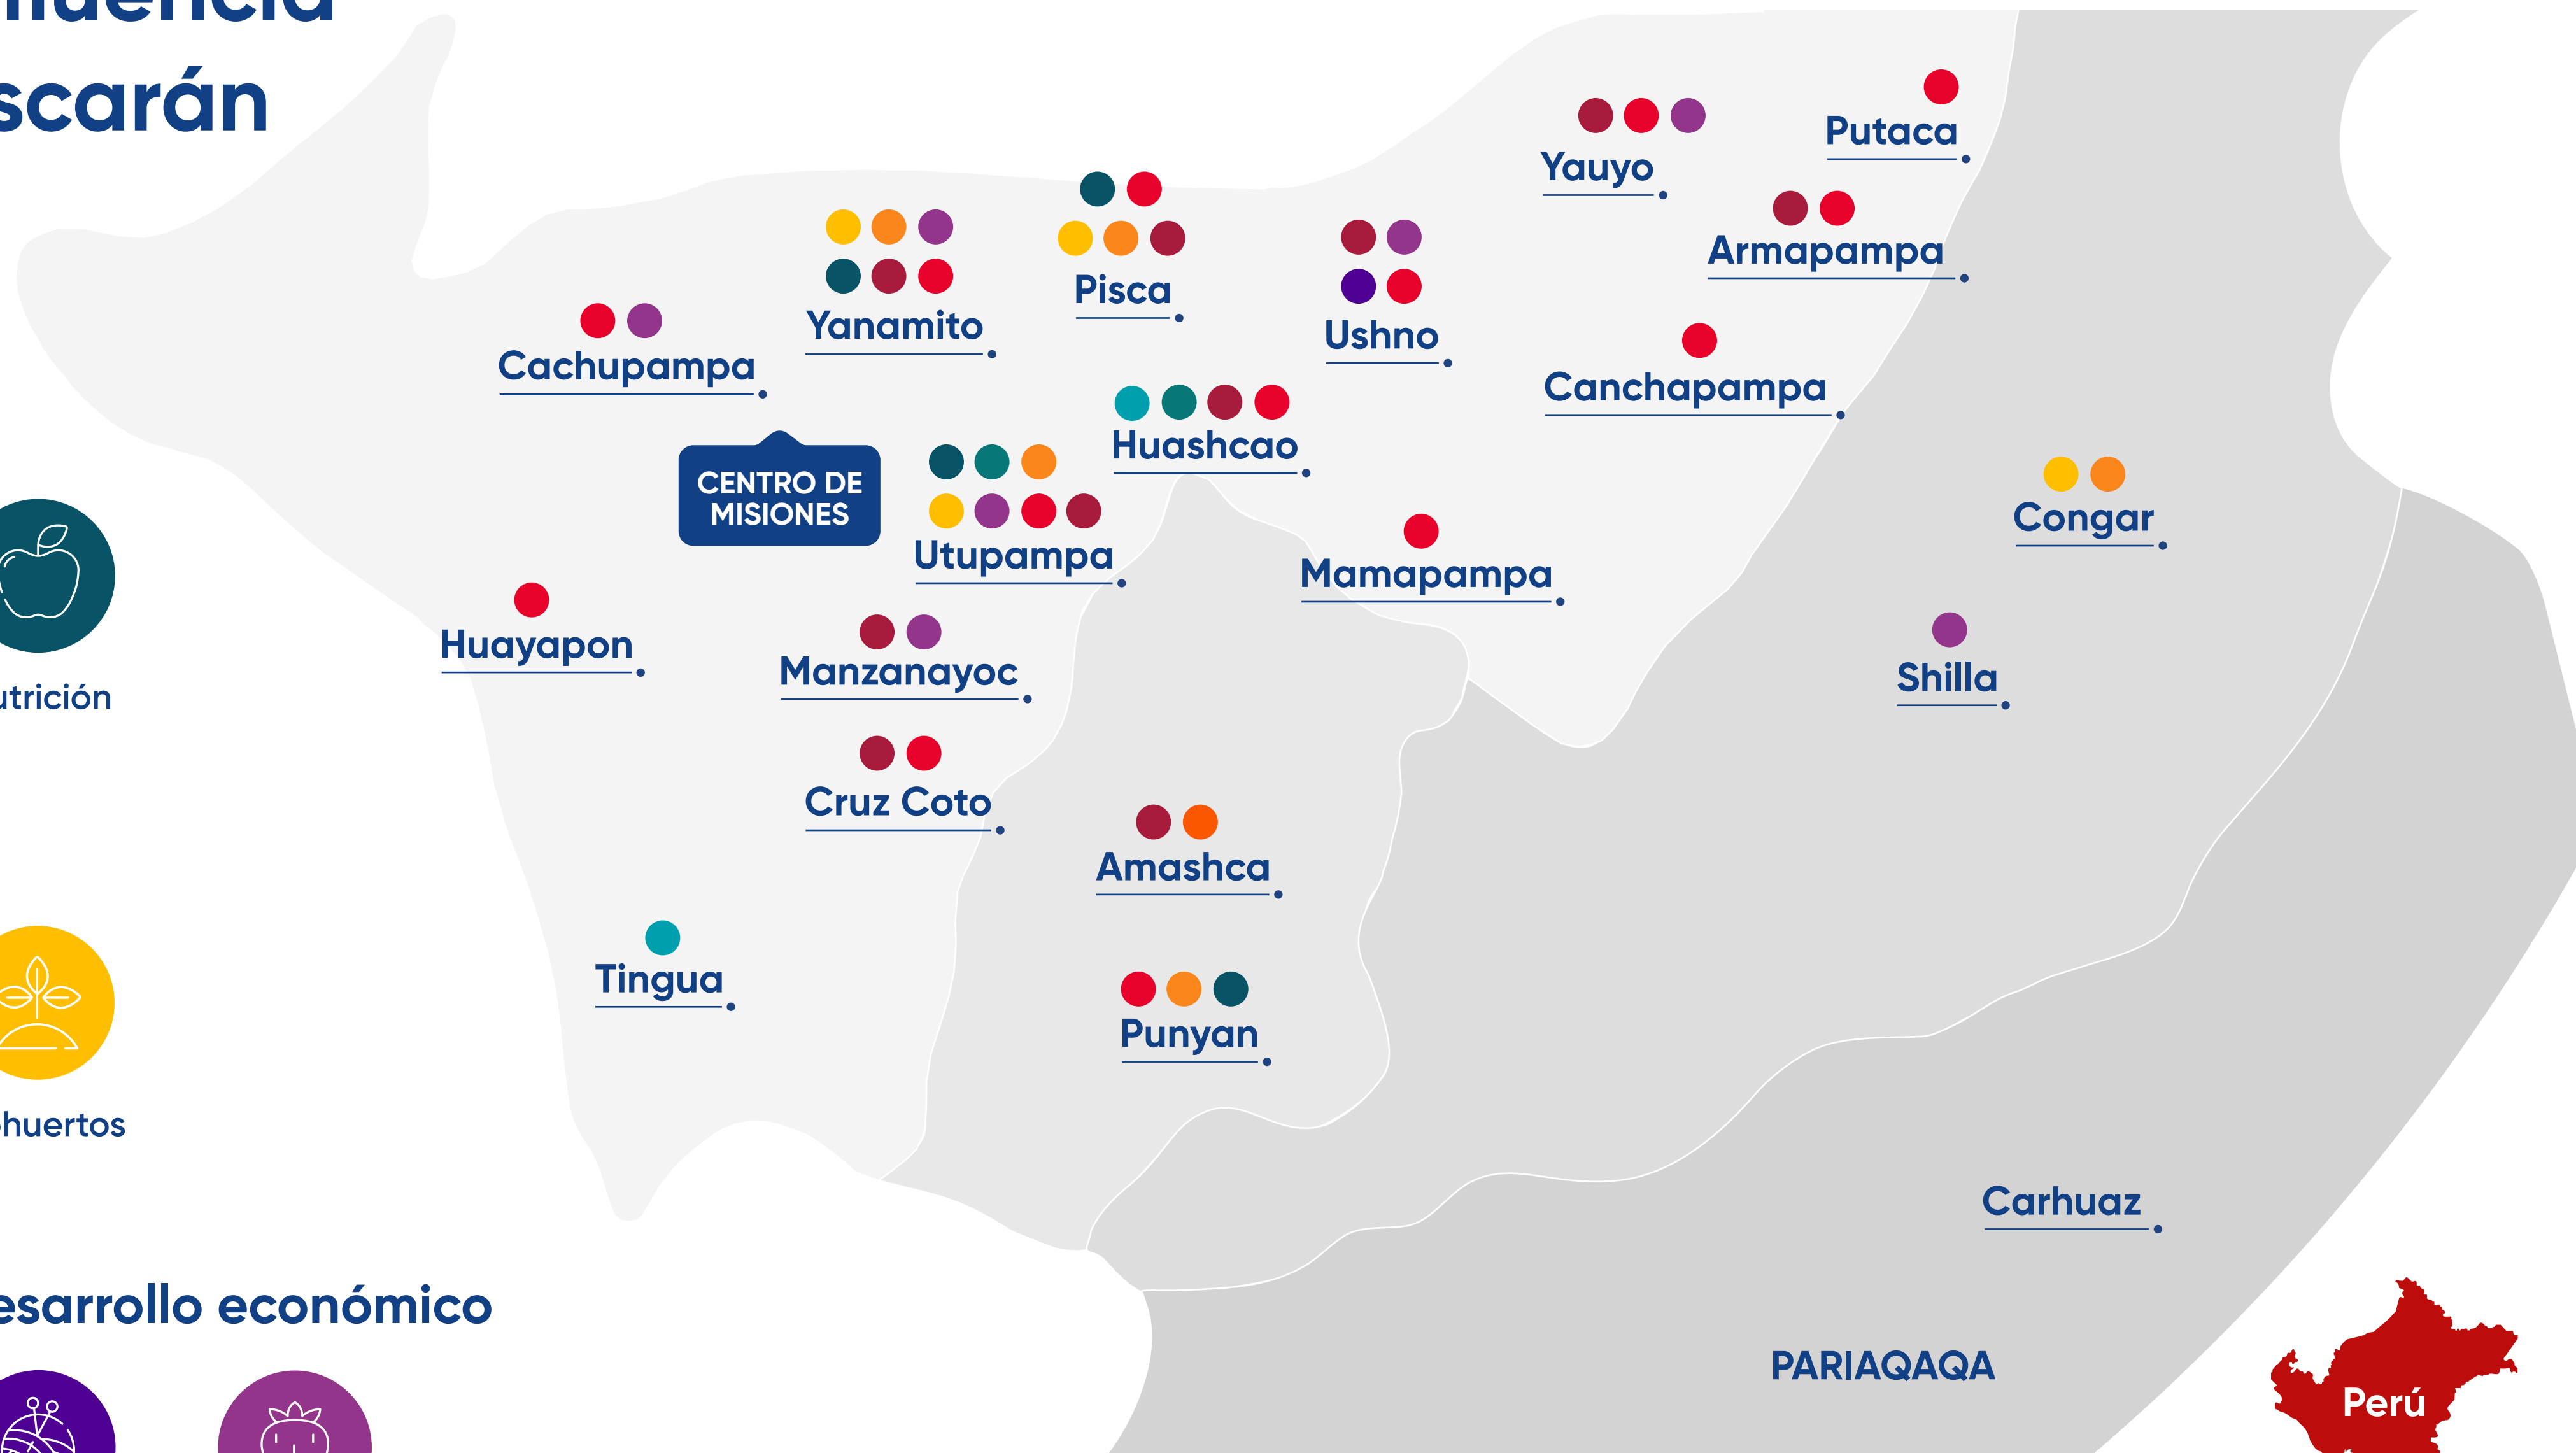 fluencia
scarán
Putaca
Yauyo
Armapampa
Pisca
Yanamito
Ushno
Cachupampa
Canchapampa
Huashcao
CENTRO DE
MISIONES
Congar
Utupampa
Mamapampa
Huayapon
Manzanayoc
Shilla
utrición
Cruz Coto
Amashca
Tingua
Punyan
huertos
Carhuaz
esarrollo económico
PARIAQAQA
Perú